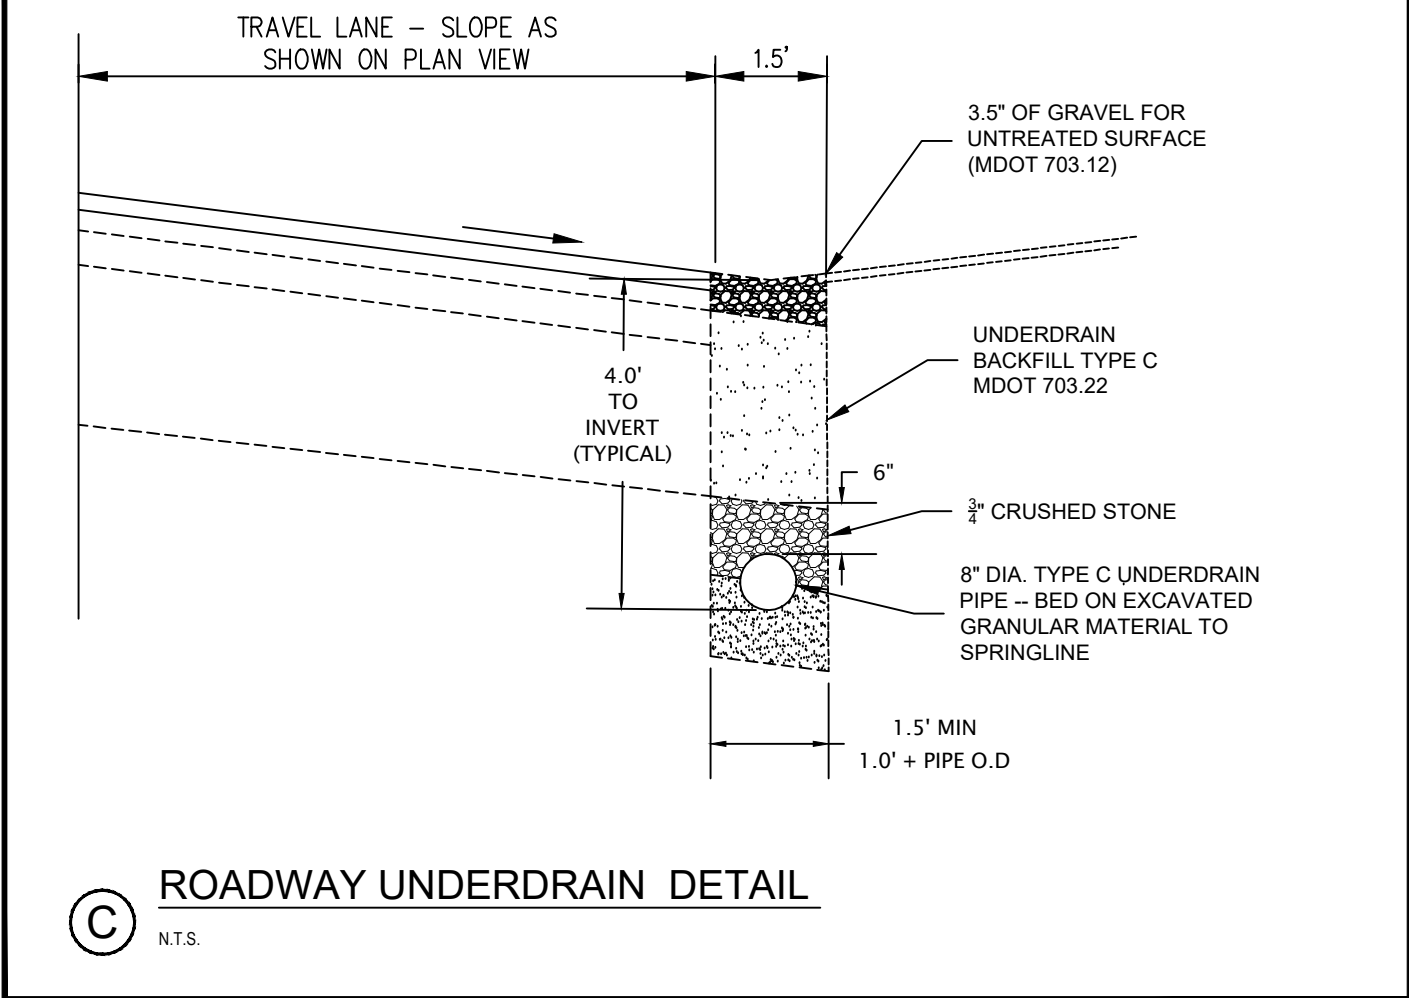 TRAVEL LANE – SLOPE AS
SHOWN ON PLAN VIEW
1.5'
3.5" OF GRAVEL FOR
UNTREATED SURFACE
(MDOT 703.12)
UNDERDRAIN
BACKFILL TYPE C
MDOT 703.22
4.0'
TO
INVERT
(TYPICAL)
6"
¾" CRUSHED STONE
8" DIA. TYPE C UNDERDRAIN
PIPE -- BED ON EXCAVATED
GRANULAR MATERIAL TO
SPRINGLINE
1.5' MIN
1.0' + PIPE O.D
C
ROADWAY UNDERDRAIN DETAIL
N.T.S.